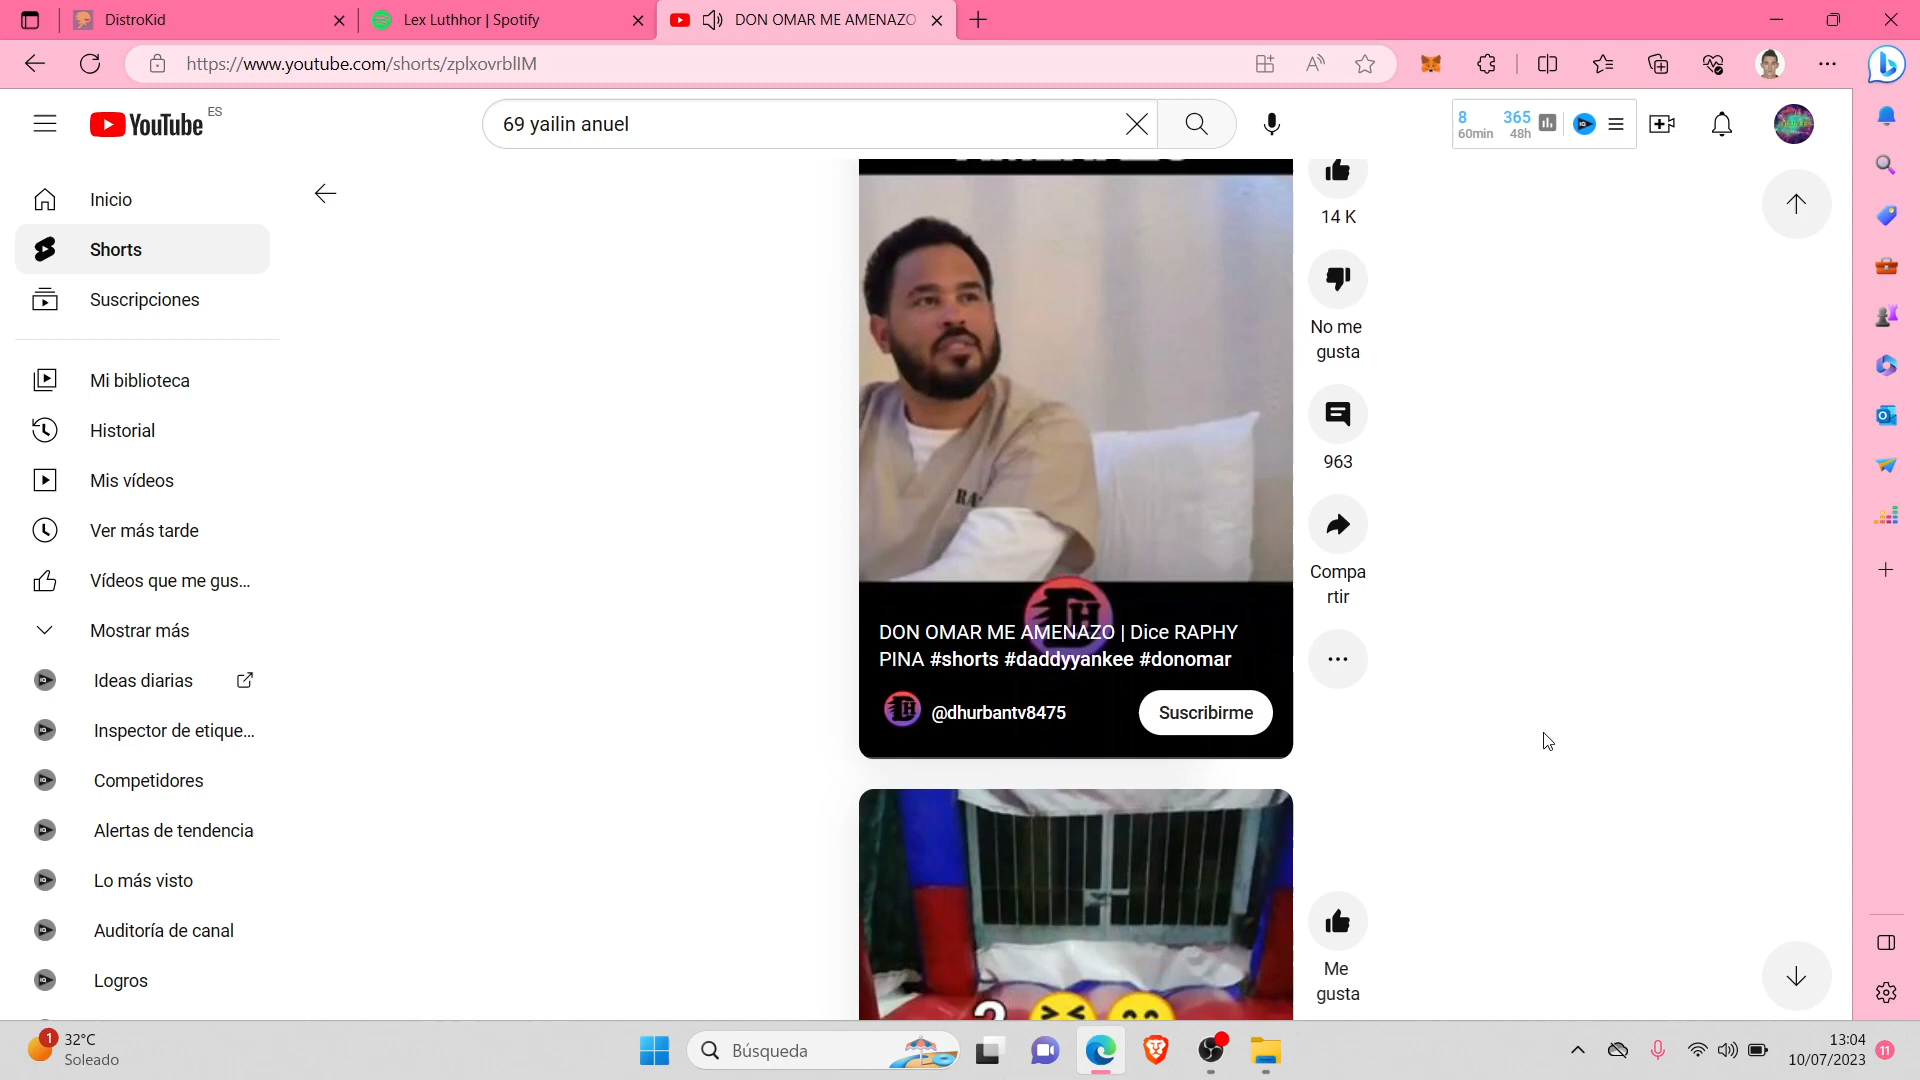 DistroKid
Lex Luthhor | Spotify
DON OMAR ME AMENAZO
https://www.youtube.com/shorts/zplxovrblIM
YouTube
ES
69 yailin anuel
8
60min
365
48h
Inicio
Shorts
Suscripciones
Mi biblioteca
Historial
Mis vídeos
Ver más tarde
Vídeos que me gus...
Mostrar más
Ideas diarias
Inspector de etique...
Competidores
Alertas de tendencia
Lo más visto
Auditoría de canal
Logros
14 K
No me
gusta
963
Compa
rtir
DON OMAR ME AMENAZO | Dice RAPHY
PINA #shorts #daddyyankee #donomar
@dhurbantv8475
Suscribirme
Me
gusta
2
1
32°C
Soleado
Búsqueda
13:04
10/07/2023
11